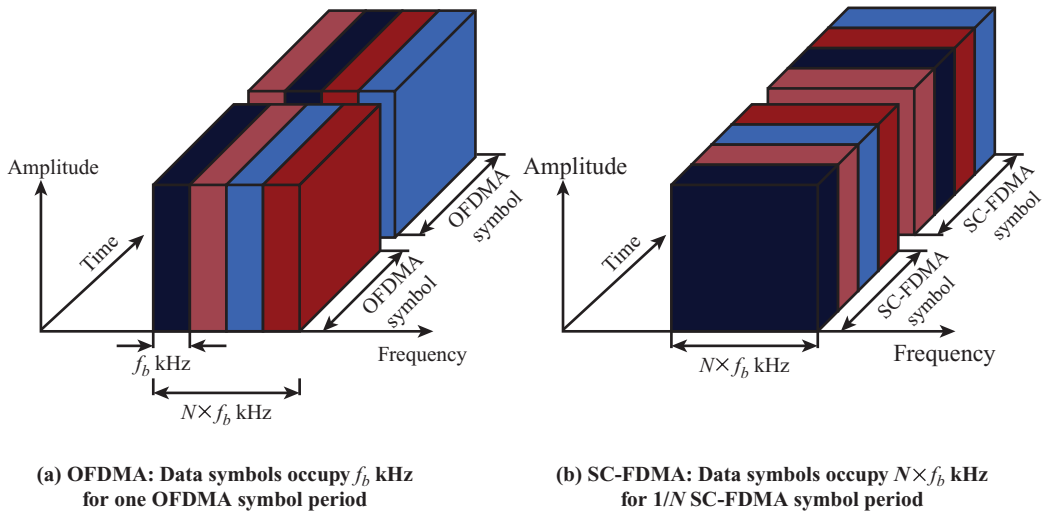 Amplitude
Time
OFDMA
symbol
OFDMA
symbol
Frequency
f_b kHz
N × f_b kHz
(a) OFDMA: Data symbols occupy f_b kHz
for one OFDMA symbol period
Amplitude
Time
SC-FDMA
symbol
SC-FDMA
symbol
Frequency
N × f_b kHz
(b) SC-FDMA: Data symbols occupy N × f_b kHz
for 1/N SC-FDMA symbol period